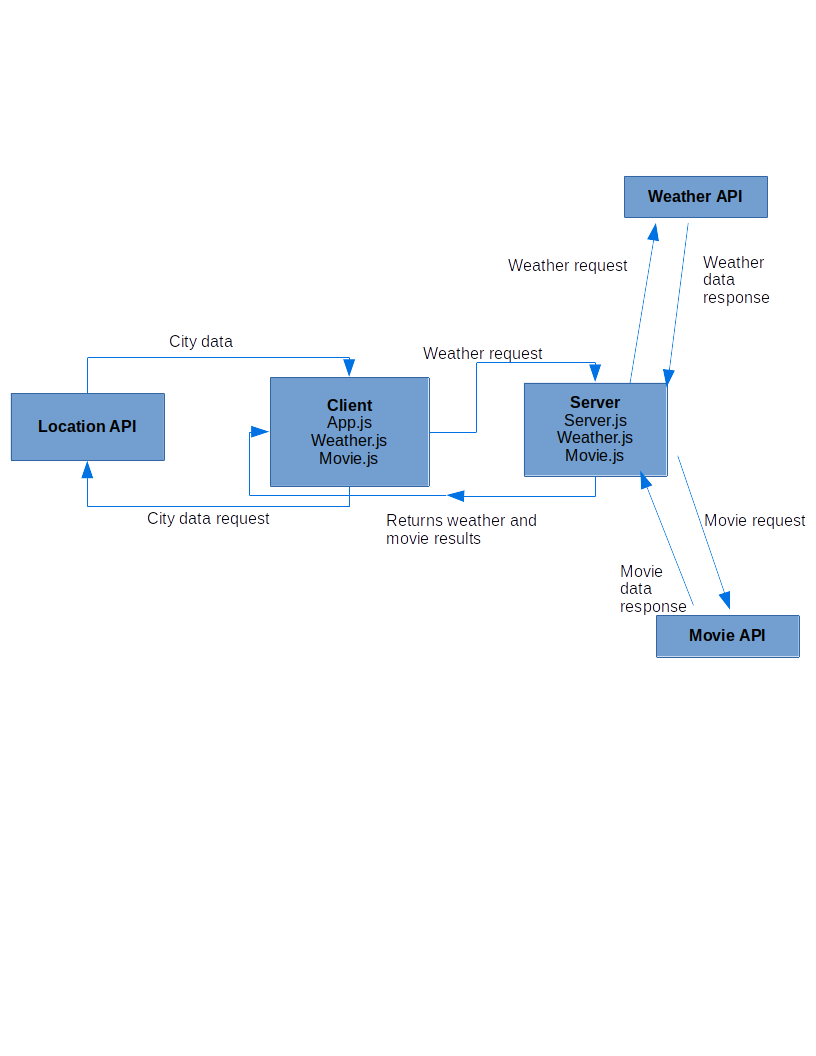 Weather API
Weather request
Weather
data
response
City data
Weather request
Location API
Client
App.js
Weather.js
Movie.js
Server
Server.js
Weather.js
Movie.js
City data request
Returns weather and
movie results
Movie request
Movie
data
response
Movie API